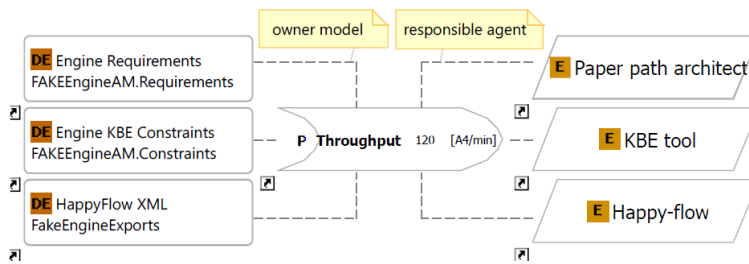 owner model
responsible agent
DE Engine Requirements
FAKEEngineAM.Requirements
E Paper path architect
DE Engine KBE Constraints
FAKEEngineAM.Constraints
P Throughput 120 [A4/min]
E KBE tool
DE HappyFlow XML
FakeEngineExports
E Happy-flow